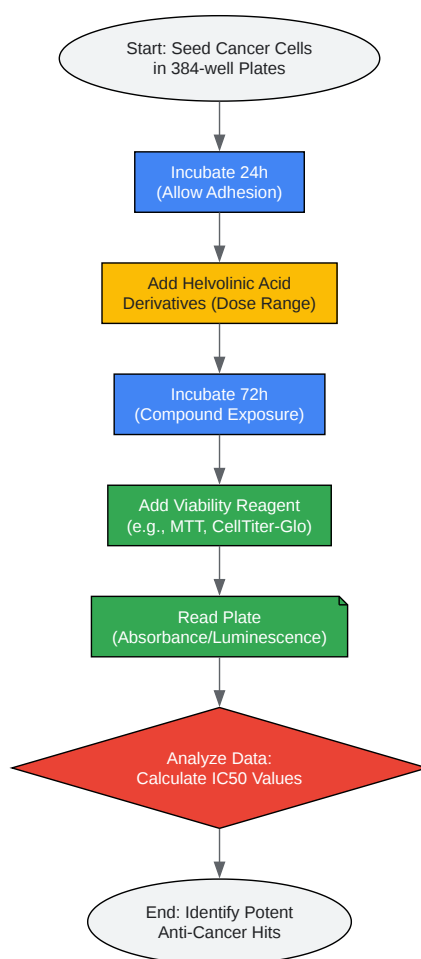 Start: Seed Cancer Cells
in 384-well Plates
Incubate 24h
(Allow Adhesion)
Add Helvolinic Acid
Derivatives (Dose Range)
Incubate 72h
(Compound Exposure)
Add Viability Reagent
(e.g., MTT, CellTiter-Glo)
Read Plate
(Absorbance/Luminescence)
Analyze Data:
Calculate IC50 Values
End: Identify Potent
Anti-Cancer Hits